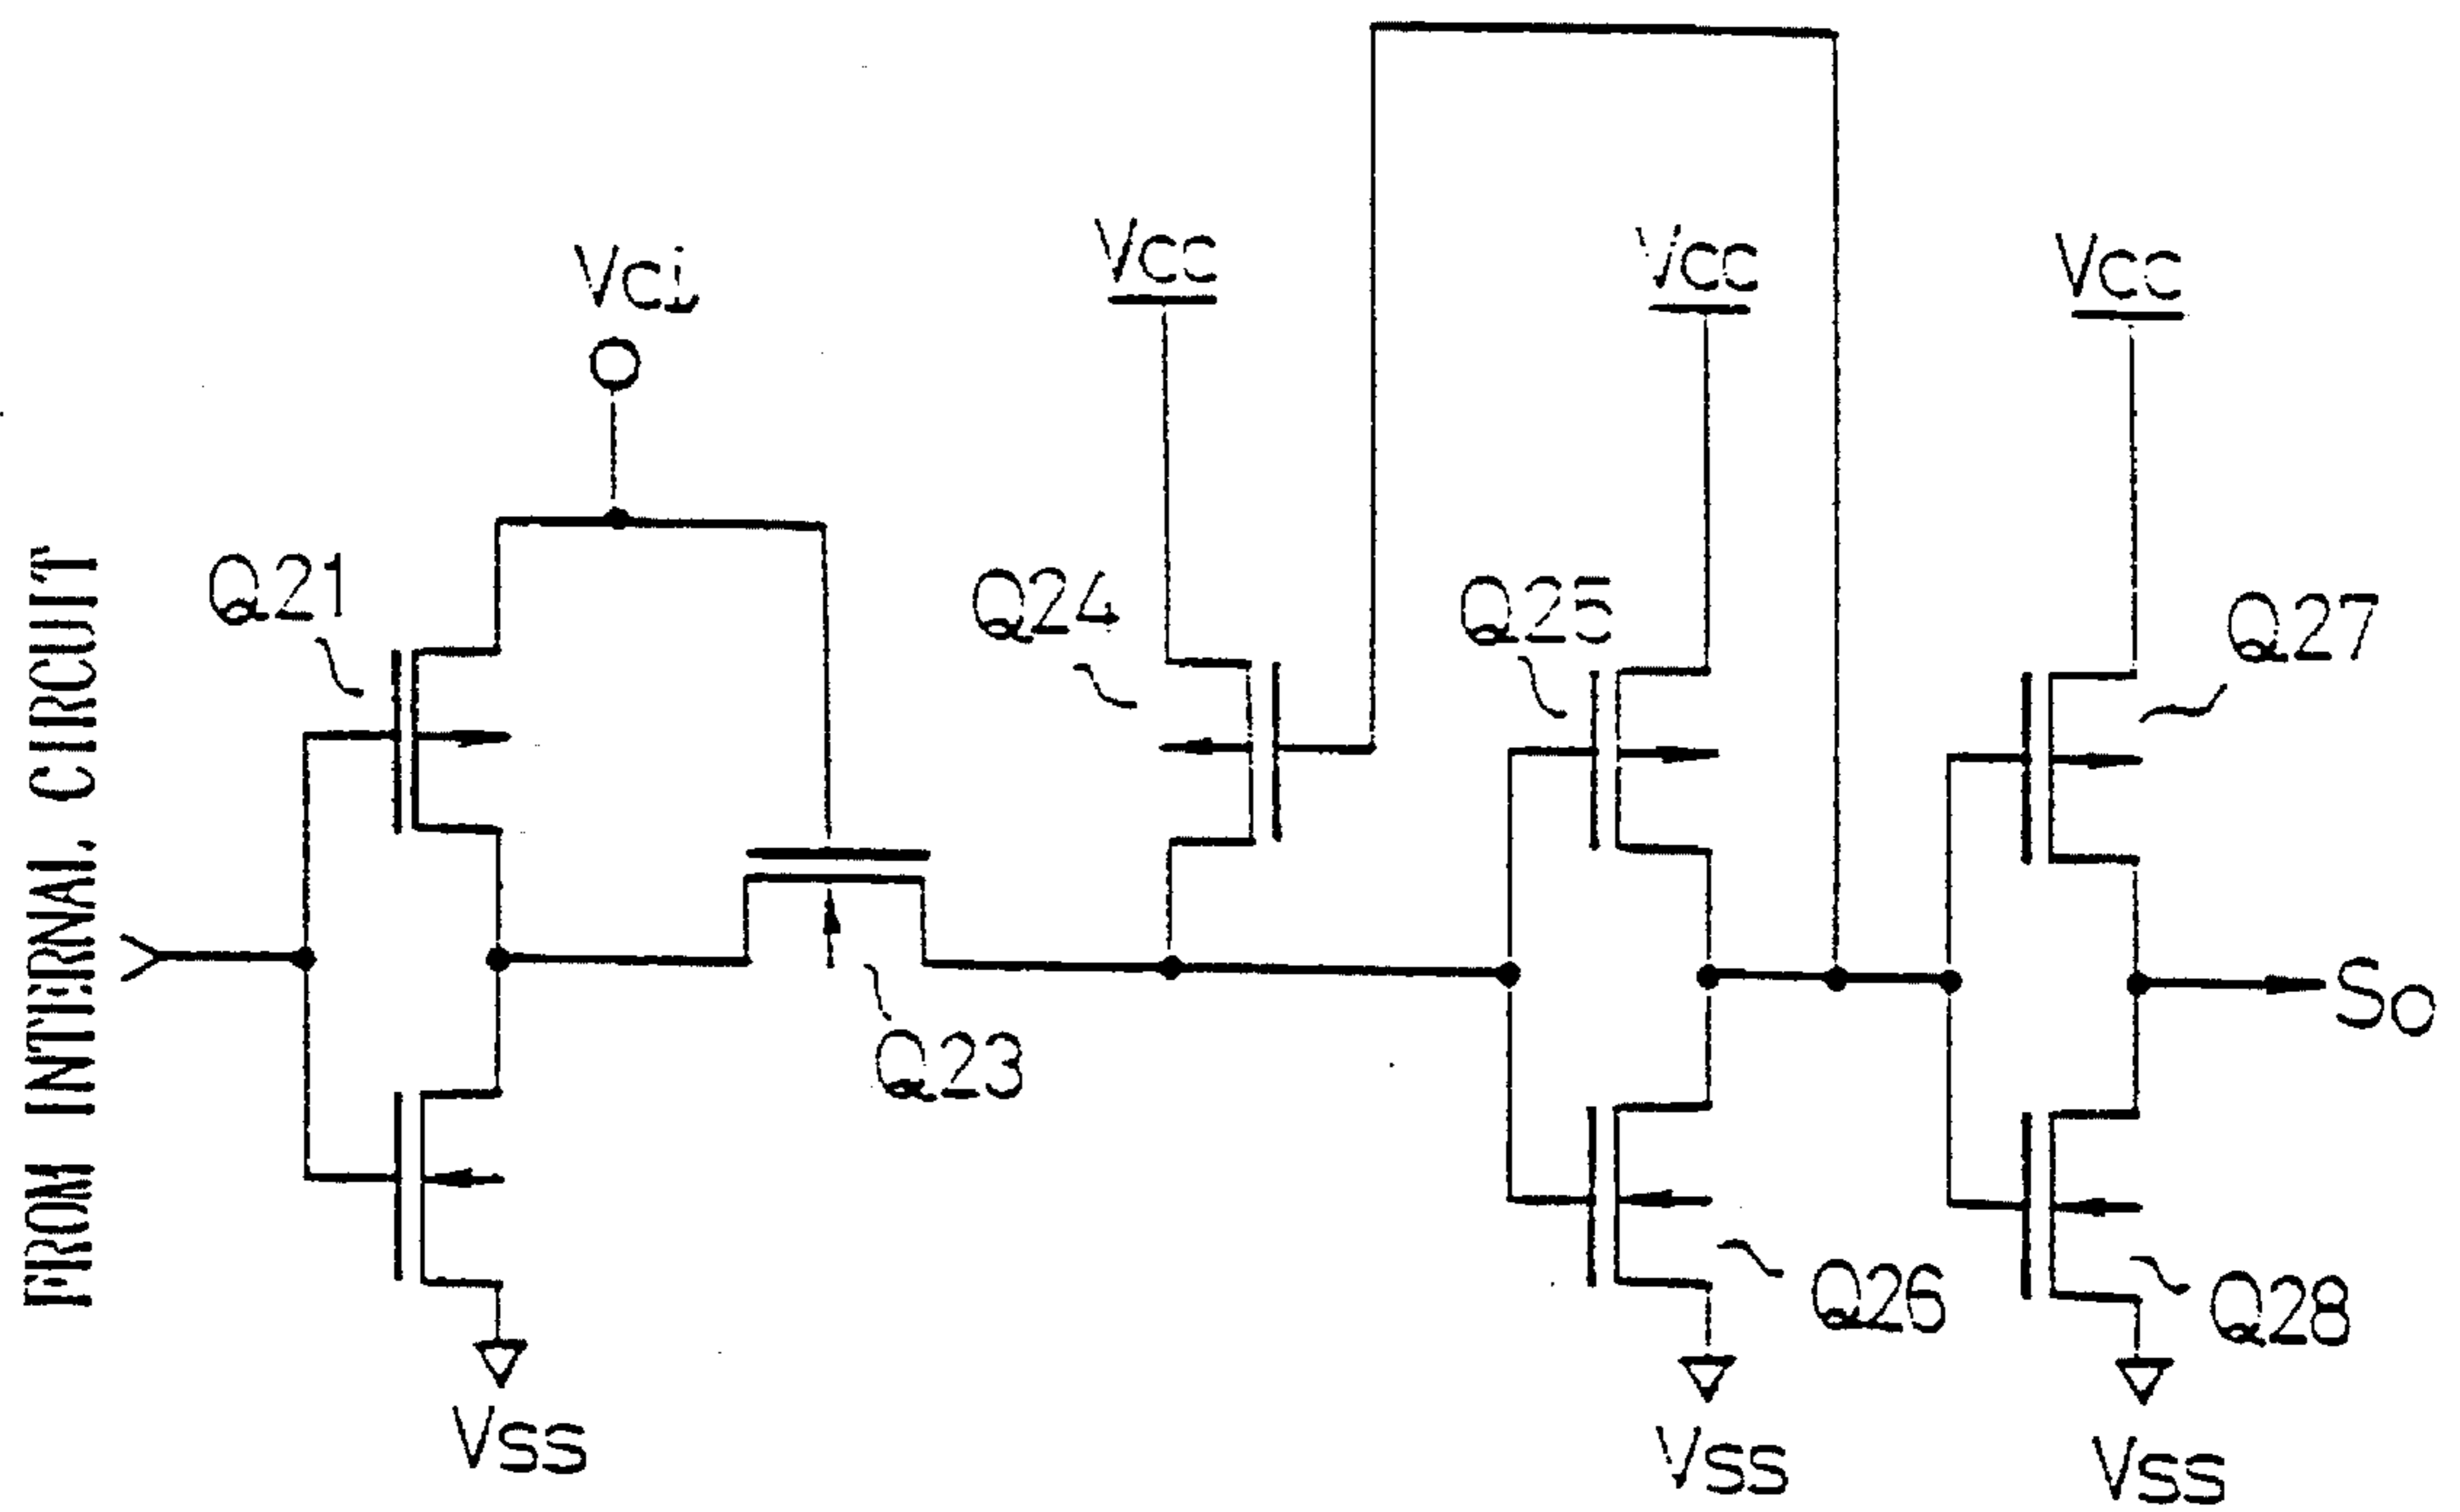 FROM INTERNAL CIRCUIT
Vci
Vcc
Vcc
Vcc
Q21
Q24
Q25
Q27
Q23
So
Q26
Q28
Vss
Vss
Vss